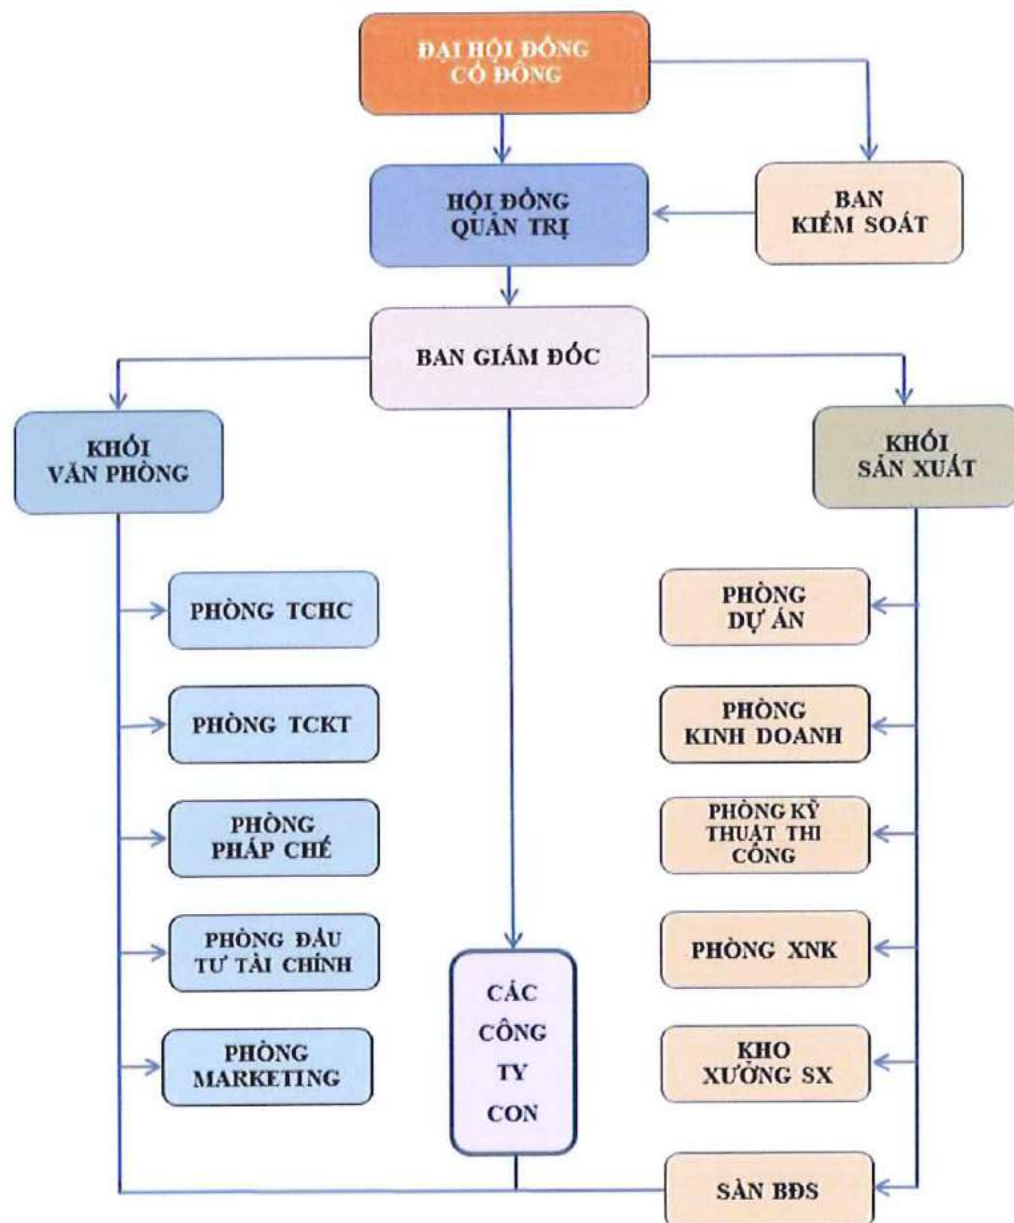 ĐẠI HỘI ĐỒNG
CỔ ĐÔNG
HỘI ĐỒNG
QUẢN TRỊ
BAN
KIỂM SOÁT
BAN GIÁM ĐỐC
KHỐI
VĂN PHÒNG
KHỐI
SẢN XUẤT
PHÒNG TCHC
PHÒNG TCKT
PHÒNG
PHÁP CHẾ
PHÒNG ĐẦU
TƯ TÀI CHÍNH
PHÒNG
MARKETING
CÁC
CÔNG
TY
CON
PHÒNG
DỰ ÁN
PHÒNG
KINH DOANH
PHÒNG KỸ
THUẬT THI
CÔNG
PHÒNG XNK
KHO
XƯỞNG SX
SÀN BĐS